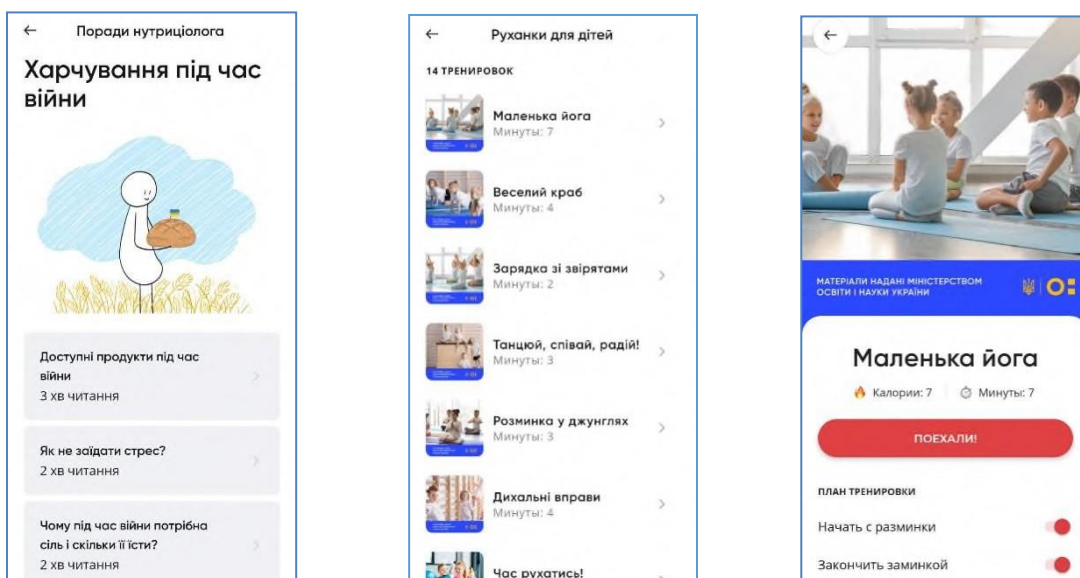 Поради нутриціолога
Харчування під час
війни
Доступні продукти під час
війни
3 хв читання
Як не заїдати стрес?
2 хв читання
Чому під час війни потрібна
сіль і скільки її їсти?
2 хв читання
Руханки для дітей
14 ТРЕНИРОВОК
Маленька йога
Минуты: 7
Веселий краб
Минуты: 4
Зарядка зі звірятами
Минуты: 2
Танцюй, співай, радій!
Минуты: 3
Розминка у джунглях
Минуты: 3
Дихальні вправи
Минуты: 4
Час рухатись!
МАТЕРІАЛИ НАДАНІ МІНІСТЕРСТВОМ
ОСВІТИ І НАУКИ УКРАЇНИ
Маленька йога
Калории: 7 Минуты: 7
ПОЕХАЛИ!
ПЛАН ТРЕНИРОВКИ
Начать с разминки
Закончить заминкой